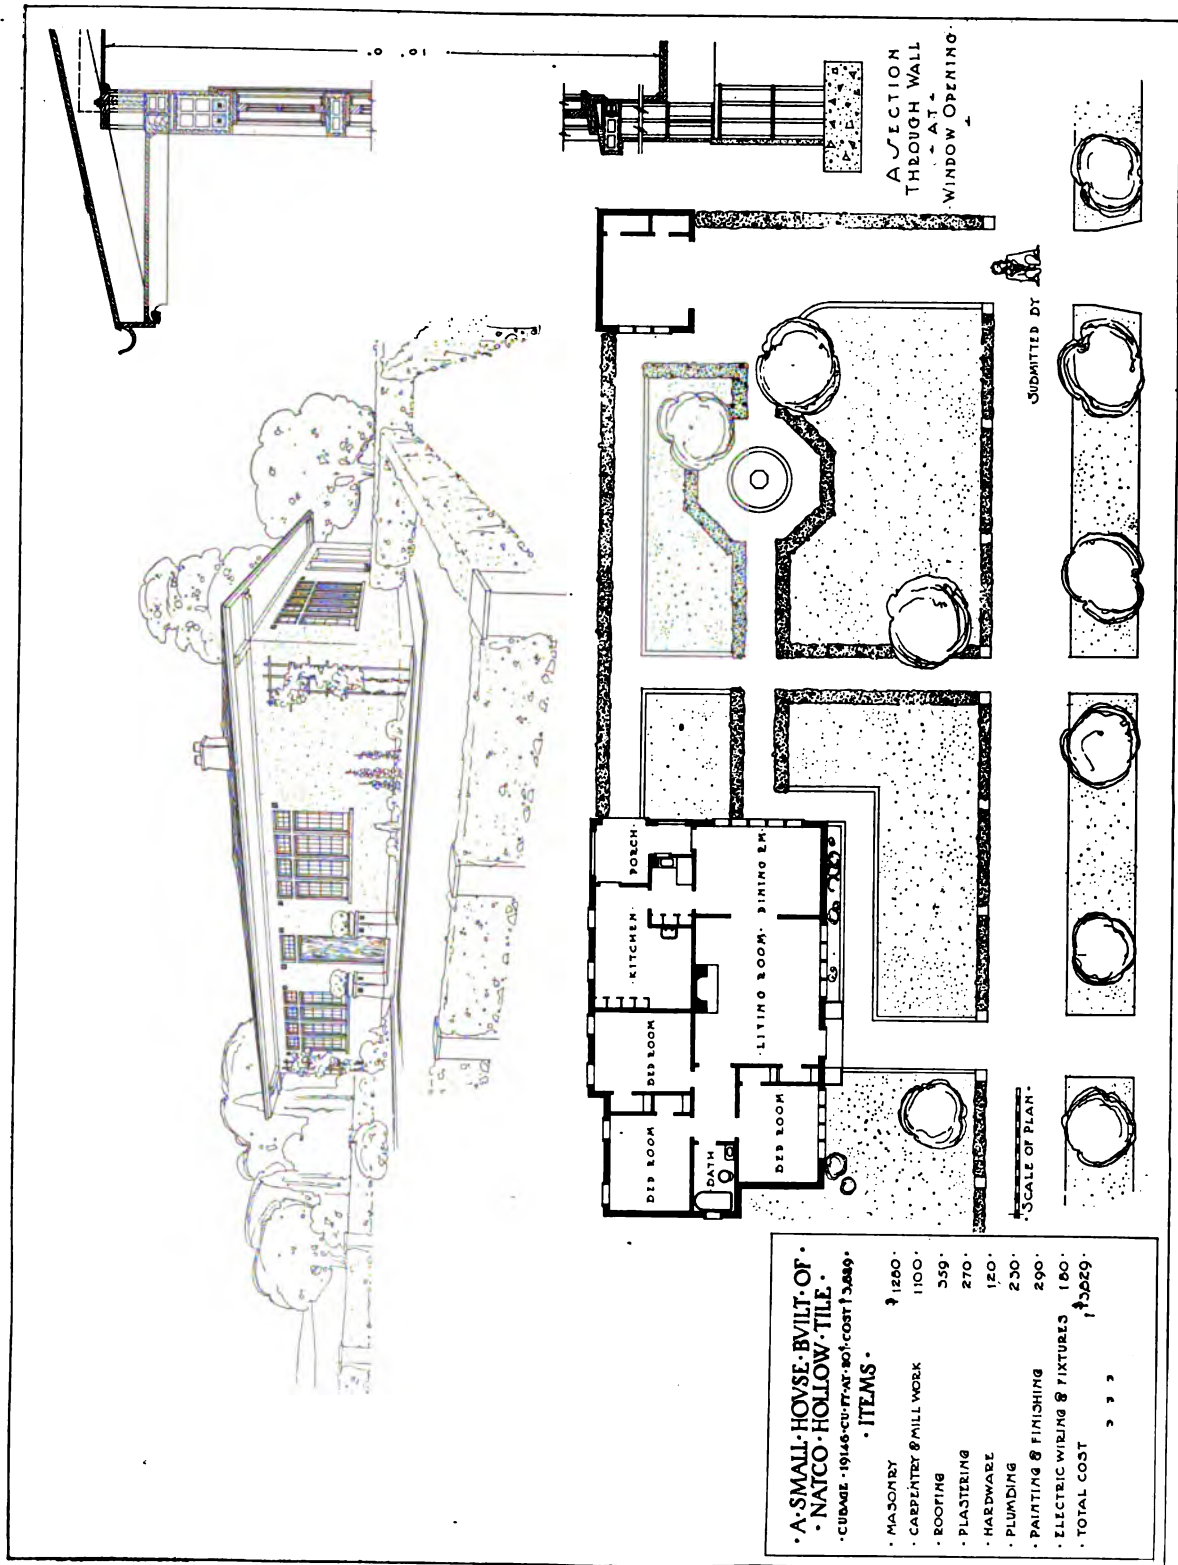 · A · SMALL · HOVSE · BVILT · OF ·
· NATCO · HOLLOW · TILE ·
· CUBAGE · 19146 · CU · FT · AT · 20¢ · COST $3,829 ·
· ITEMS ·
· MASONRY $1280 ·
· CARPENTRY & MILL WORK 1100 ·
· ROOFING 359 ·
· PLASTERING 270 ·
· HARDWARE 120 ·
· PLUMBING 230 ·
· PAINTING & FINISHING 290 ·
· ELECTRIC WIRING & FIXTURES 180 ·
· TOTAL COST $3,829 ·
BED ROOM
BED ROOM
BATH
BED ROOM
BED ROOM
· KITCHEN ·
PORCH
· LIVING ROOM ·
DINING RM ·
· SCALE OF PLAN ·
SUBMITTED BY
A SECTION
THROUGH WALL
- AT -
· WINDOW OPENING ·
10' 0"